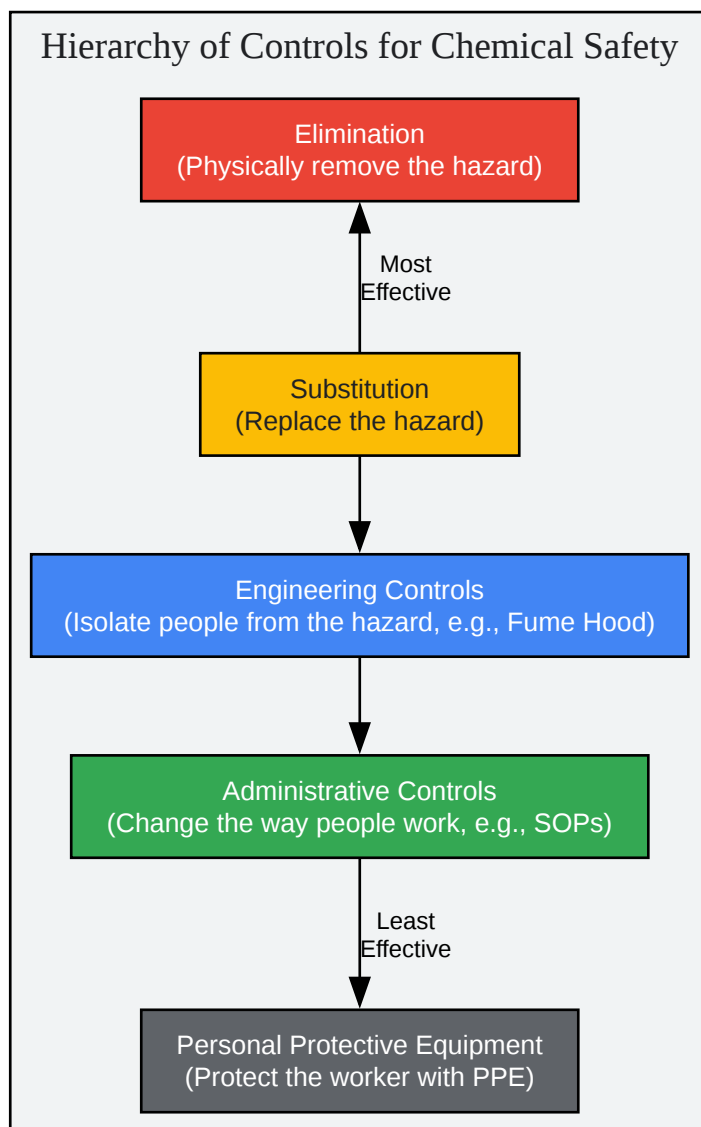 Hierarchy of Controls for Chemical Safety
Elimination
(Physically remove the hazard)
Most
Effective
Substitution
(Replace the hazard)
Engineering Controls
(Isolate people from the hazard, e.g., Fume Hood)
Administrative Controls
(Change the way people work, e.g., SOPs)
Least
Effective
Personal Protective Equipment
(Protect the worker with PPE)